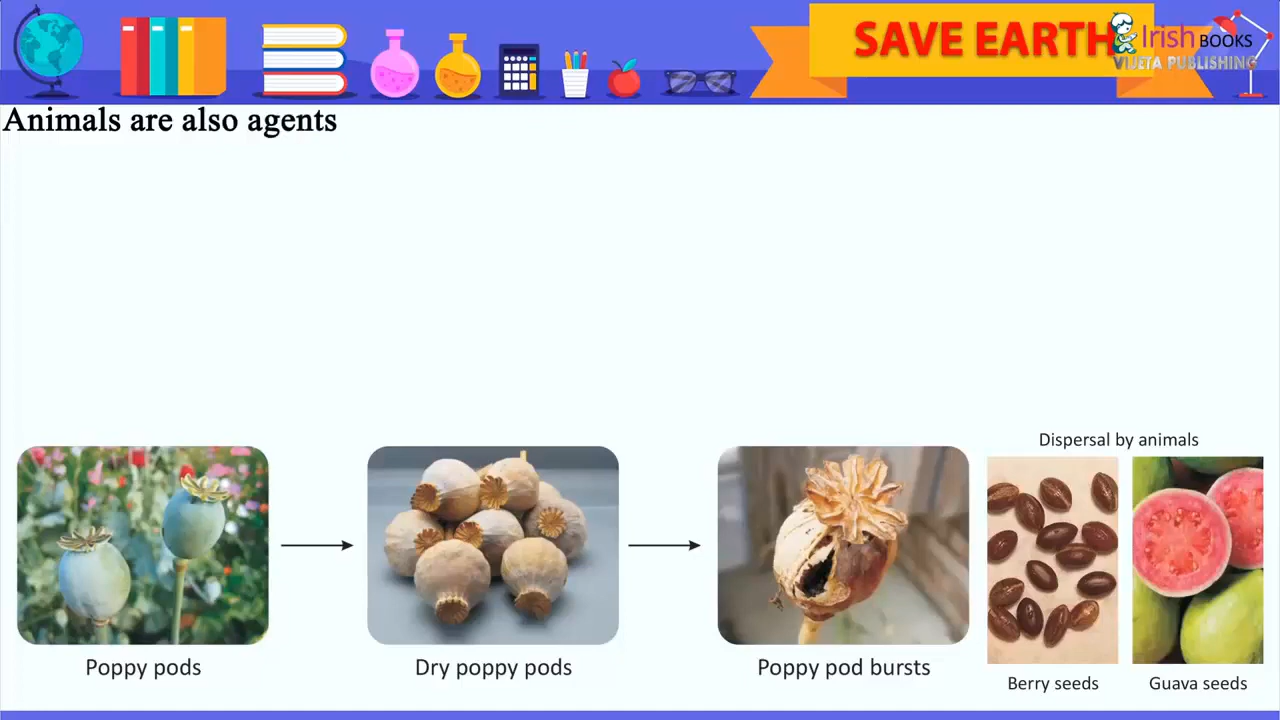 SAVE EARTH
Irish BOOKS
VIJETA PUBLISHING
Animals are also agents
Dispersal by animals
Poppy pods
Dry poppy pods
Poppy pod bursts
Berry seeds
Guava seeds